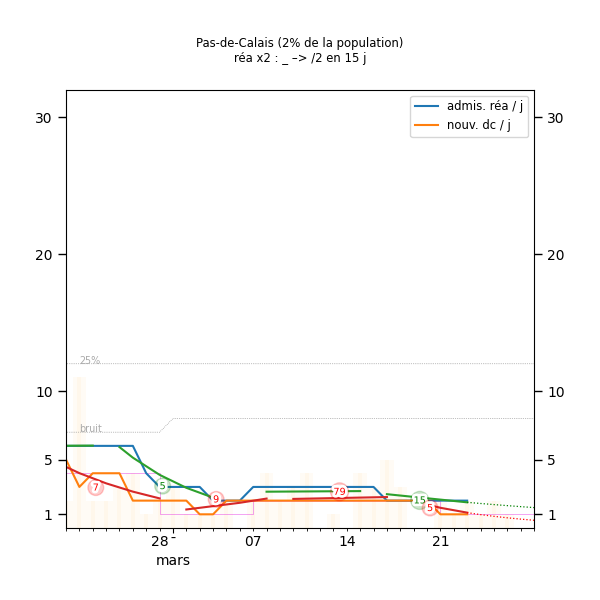 Pas-de-Calais (2% de la population)
réa x2 : _ –> /2 en 15 j
admis. réa / j
nouv. dc / j
30 30
20 20
25%
10 10
bruit
5 5
7 5 9 79 15 5
1 1
28 07 14 21
mars